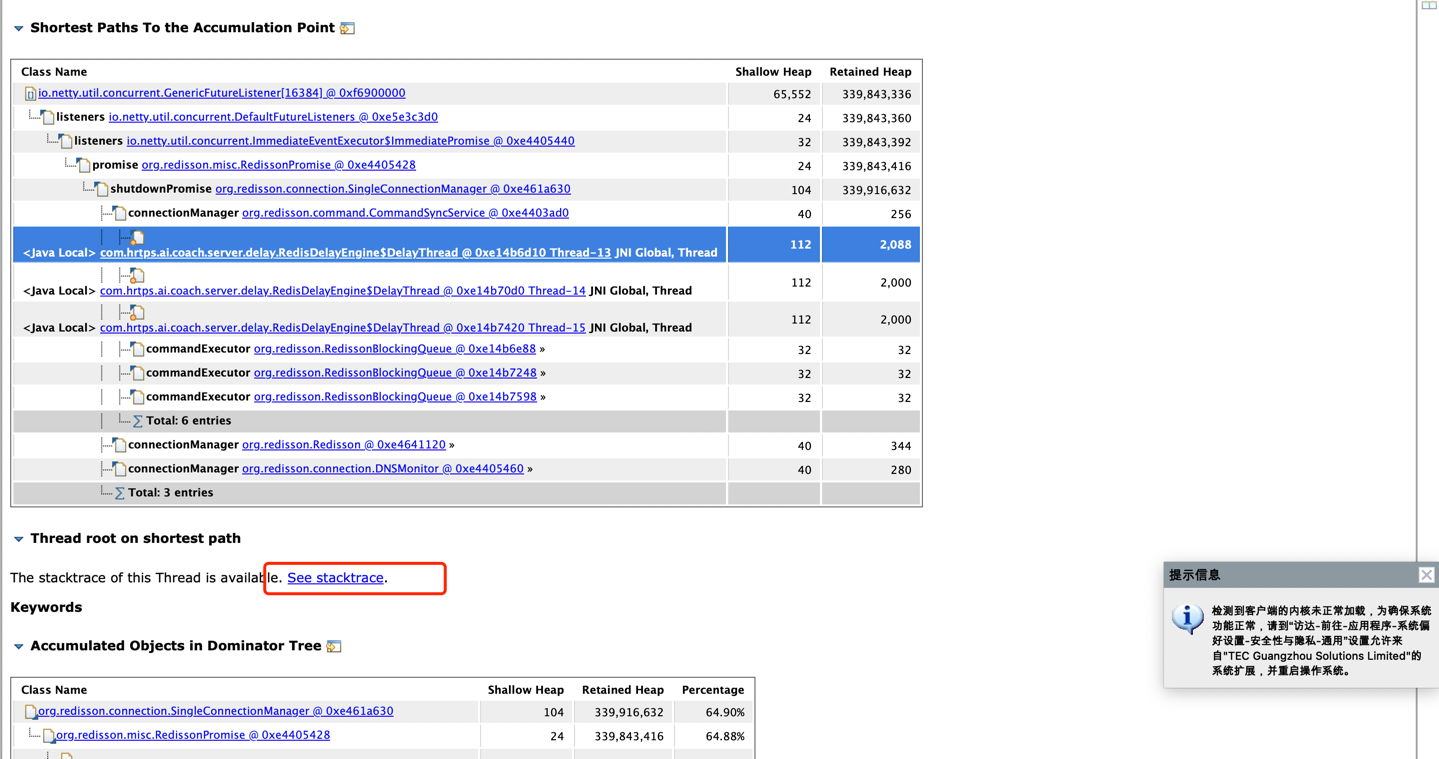 Shortest Paths To the Accumulation Point
Class Name Shallow Heap Retained Heap
io.netty.util.concurrent.GenericFutureListener[16384] @ 0xf6900000 65,552 339,843,336
listeners io.netty.util.concurrent.DefaultFutureListeners @ 0xe5e3c3d0 24 339,843,360
listeners io.netty.util.concurrent.ImmediateEventExecutor$ImmediatePromise @ 0xe4405440 32 339,843,392
promise org.redisson.misc.RedissonPromise @ 0xe4405428 24 339,843,416
shutdownPromise org.redisson.connection.SingleConnectionManager @ 0xe461a630 104 339,916,632
connectionManager org.redisson.command.CommandSyncService @ 0xe4403ad0 40 256
<Java Local> com.hrtps.ai.coach.server.delay.RedisDelayEngine$DelayThread @ 0xe14b6d10 Thread-13 JNI Global, Thread 112 2,088
<Java Local> com.hrtps.ai.coach.server.delay.RedisDelayEngine$DelayThread @ 0xe14b70d0 Thread-14 JNI Global, Thread 112 2,000
<Java Local> com.hrtps.ai.coach.server.delay.RedisDelayEngine$DelayThread @ 0xe14b7420 Thread-15 JNI Global, Thread 112 2,000
commandExecutor org.redisson.RedissonBlockingQueue @ 0xe14b6e88 » 32 32
commandExecutor org.redisson.RedissonBlockingQueue @ 0xe14b7248 » 32 32
commandExecutor org.redisson.RedissonBlockingQueue @ 0xe14b7598 » 32 32
Total: 6 entries
connectionManager org.redisson.Redisson @ 0xe4641120 » 40 344
connectionManager org.redisson.connection.DNSMonitor @ 0xe4405460 » 40 280
Total: 3 entries
Thread root on shortest path
The stacktrace of this Thread is available. See stacktrace.
Keywords
Accumulated Objects in Dominator Tree
Class Name Shallow Heap Retained Heap Percentage
org.redisson.connection.SingleConnectionManager @ 0xe461a630 104 339,916,632 64.90%
org.redisson.misc.RedissonPromise @ 0xe4405428 24 339,843,416 64.88%
提示信息
检测到客户端的内核未正常加载，为确保系统
功能正常，请到“访达-前往-应用程序-系统偏
好设置-安全性与隐私-通用”设置允许来
自"TEC Guangzhou Solutions Limited"的
系统扩展，并重启操作系统。